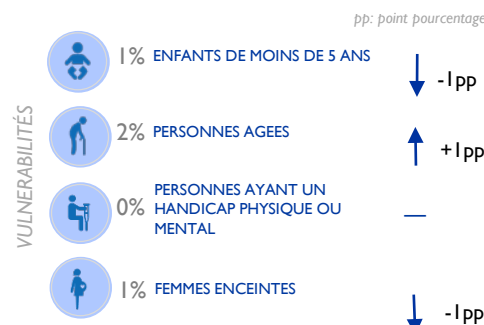 pp: point pourcentage
VULNERABILITÉS
1% ENFANTS DE MOINS DE 5 ANS
-1pp
2% PERSONNES AGEES
+1pp
0% PERSONNES AYANT UN
HANDICAP PHYSIQUE OU
MENTAL
—
1% FEMMES ENCEINTES
-1pp